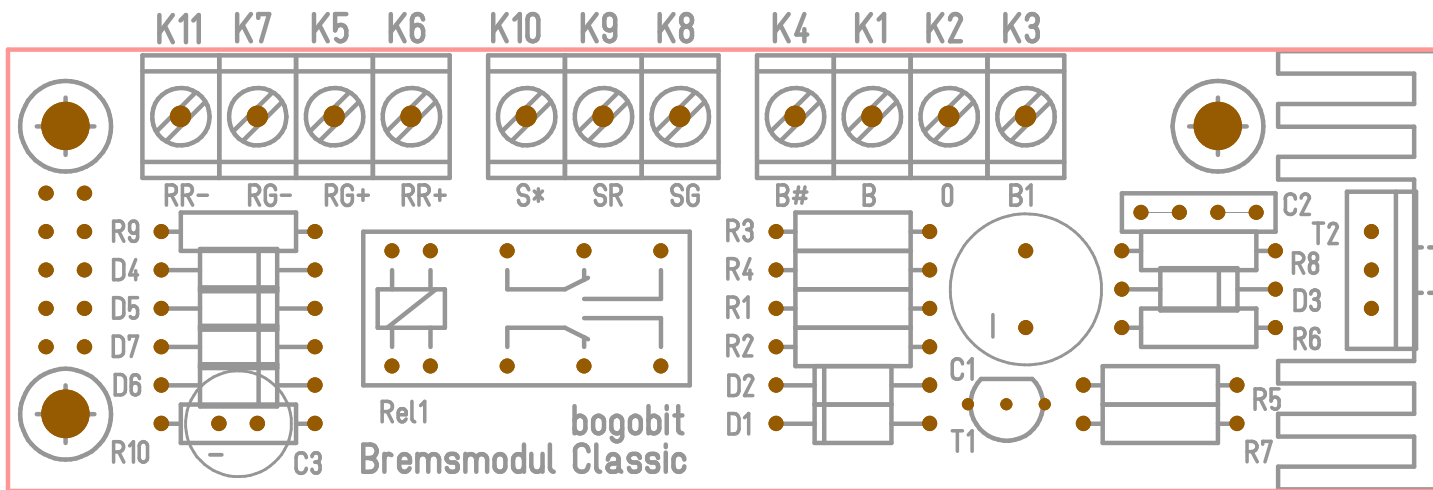 K11 K7 K5 K6 K10 K9 K8 K4 K1 K2 K3
RR- RG- RG+ RR+ S* SR SG B# B 0 B1
C2
R9 R3 T2
D4 R4 R8
D5 R1 D3
D7 R2 R6
D6 D2 C1
Rel1 R5
bogobit D1 T1
R10 C3 Bremsmodul Classic R7